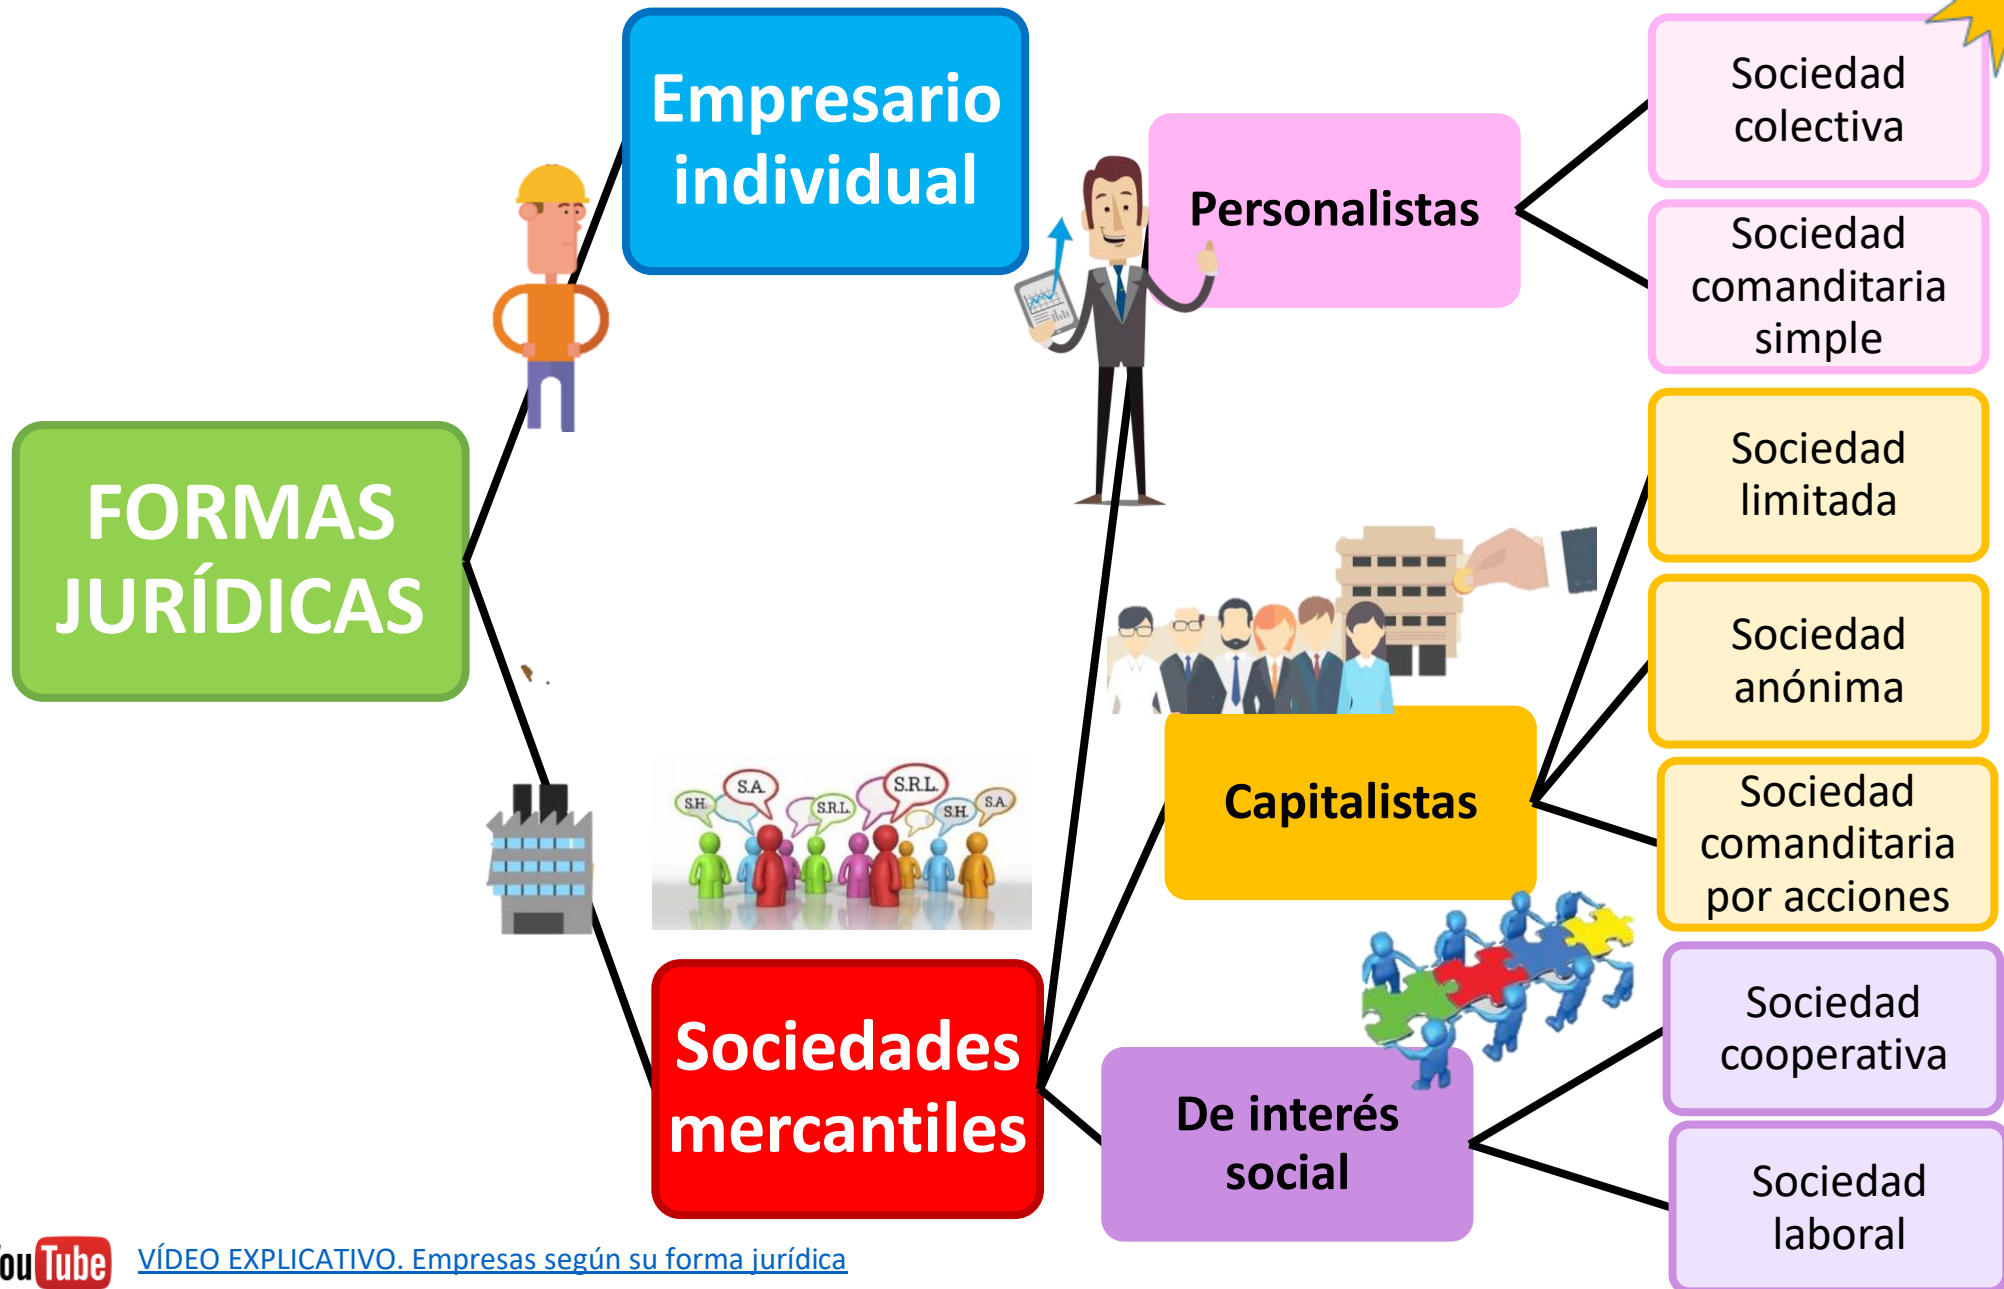 FORMAS
JURÍDICAS
Empresario
individual
Sociedades
mercantiles
S.H.
S.A.
S.R.L.
S.R.L.
S.H.
S.A.
Personalistas
Capitalistas
De interés
social
Sociedad
colectiva
Sociedad
comanditaria
simple
Sociedad
limitada
Sociedad
anónima
Sociedad
comanditaria
por acciones
Sociedad
cooperativa
Sociedad
laboral
ouTube
VÍDEO EXPLICATIVO. Empresas según su forma jurídica